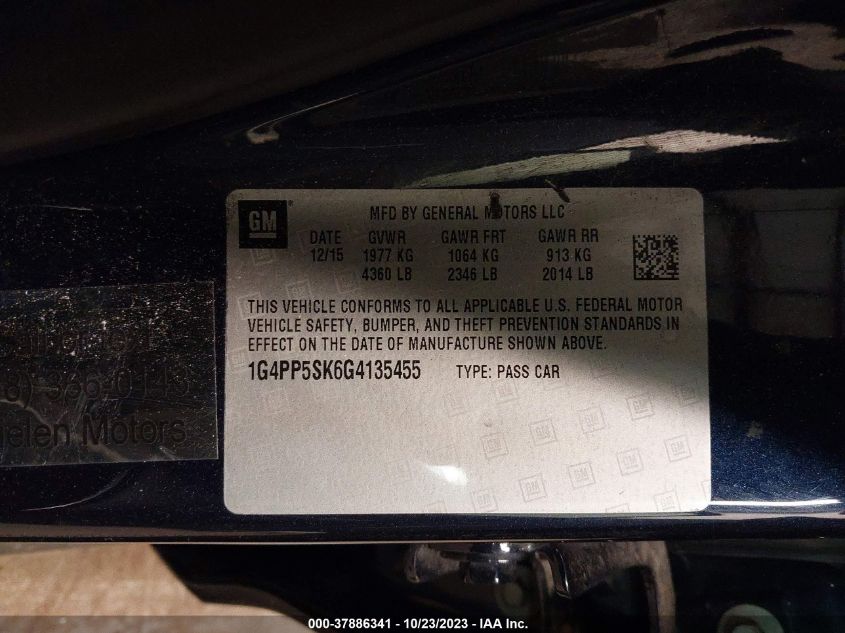 GM
MFD BY GENERAL MOTORS LLC
DATE GVWR GAWR FRT GAWR RR
12/15 1977 KG 1064 KG 913 KG
4360 LB 2346 LB 2014 LB
THIS VEHICLE CONFORMS TO ALL APPLICABLE U.S. FEDERAL MOTOR
VEHICLE SAFETY, BUMPER, AND THEFT PREVENTION STANDARDS IN
EFFECT ON THE DATE OF MANUFACTURE SHOWN ABOVE.
1G4PP5SK6G4135455 TYPE: PASS CAR
Motors
000-37886341 - 10/23/2023 - IAA Inc.